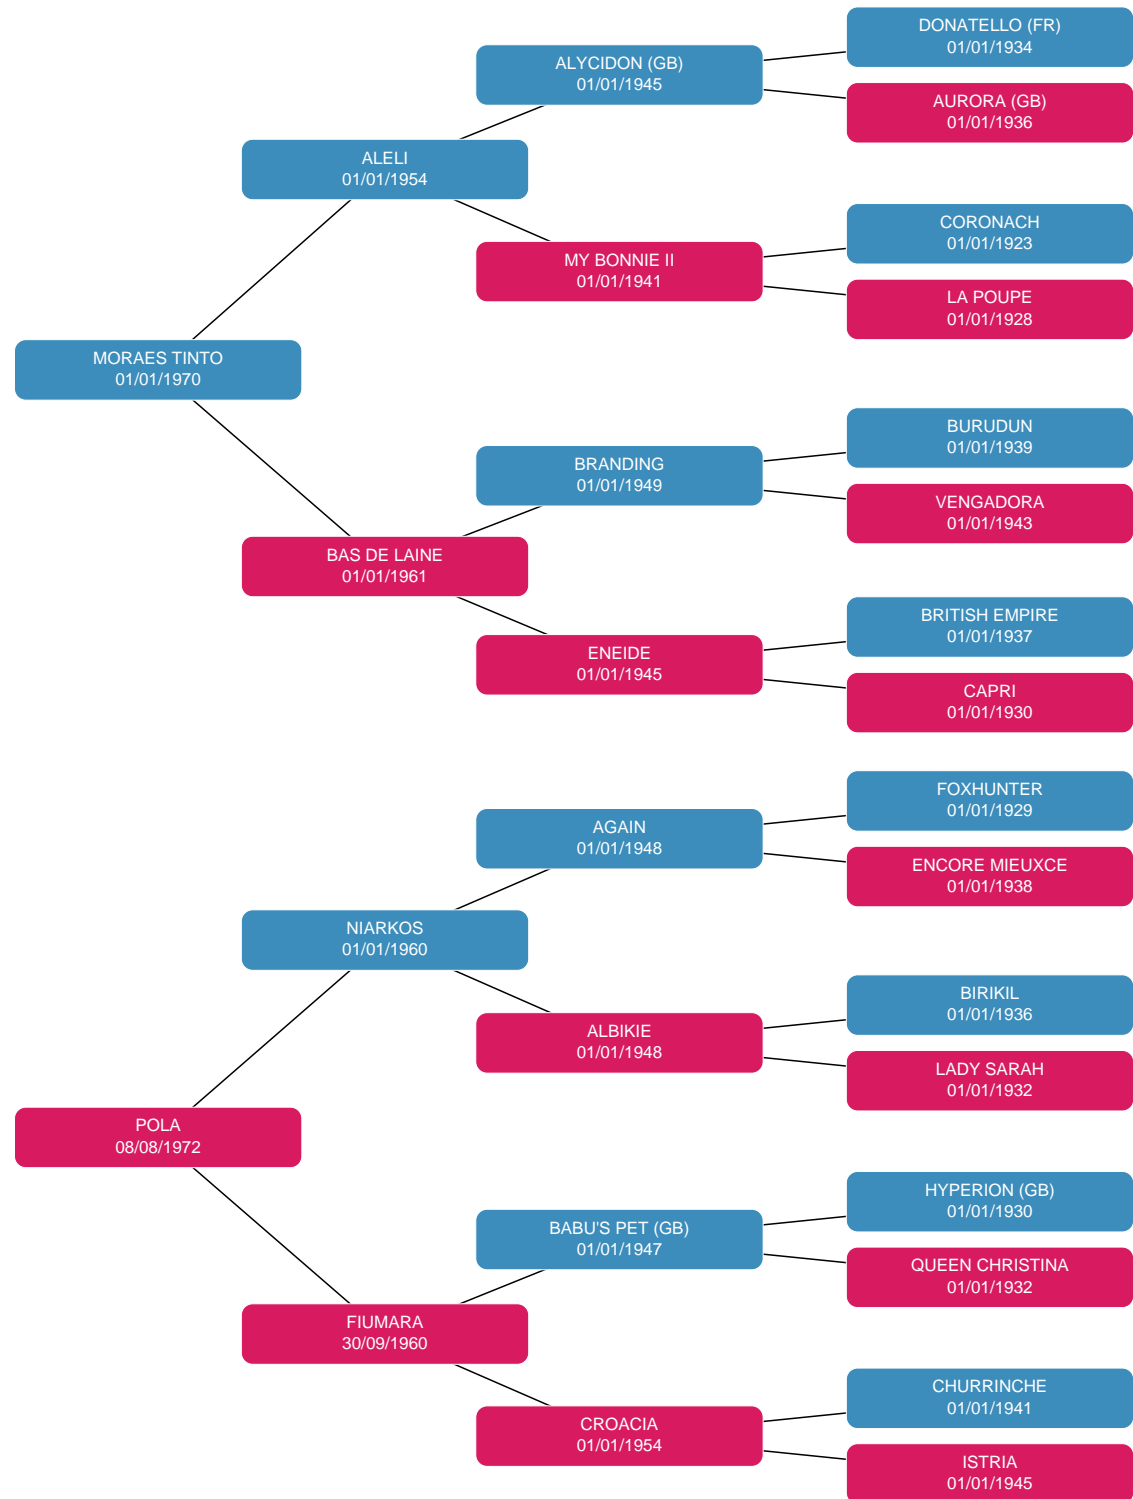 DONATELLO (FR)
01/01/1934
ALYCIDON (GB)
01/01/1945
AURORA (GB)
01/01/1936
ALELI
01/01/1954
CORONACH
01/01/1923
MY BONNIE II
01/01/1941
LA POUPE
01/01/1928
MORAES TINTO
01/01/1970
BURUDUN
01/01/1939
BRANDING
01/01/1949
VENGADORA
01/01/1943
BAS DE LAINE
01/01/1961
BRITISH EMPIRE
01/01/1937
ENEIDE
01/01/1945
CAPRI
01/01/1930
FOXHUNTER
01/01/1929
AGAIN
01/01/1948
ENCORE MIEUXCE
01/01/1938
NIARKOS
01/01/1960
BIRIKIL
01/01/1936
ALBIKIE
01/01/1948
LADY SARAH
01/01/1932
POLA
08/08/1972
HYPERION (GB)
01/01/1930
BABU'S PET (GB)
01/01/1947
QUEEN CHRISTINA
01/01/1932
FIUMARA
30/09/1960
CHURRINCHE
01/01/1941
CROACIA
01/01/1954
ISTRIA
01/01/1945